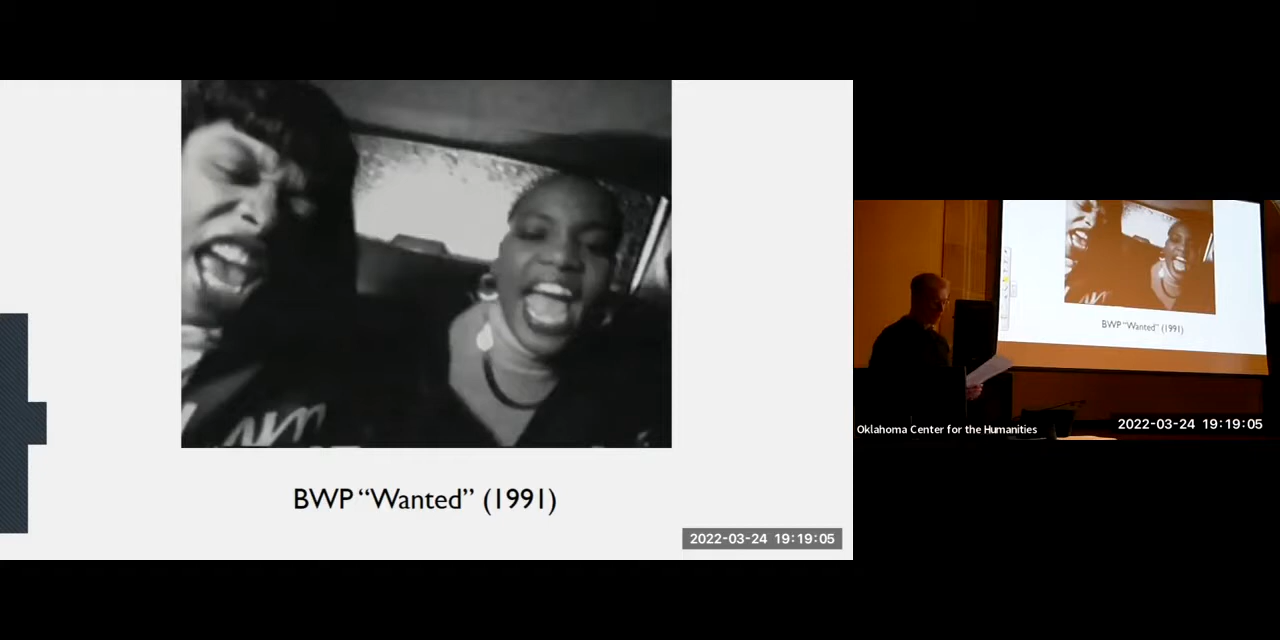 BWP “Wanted” (1991)
2022-03-24 19:19:05
BWP “Wanted” (1991)
Oklahoma Center for the Humanities
2022-03-24 19:19:05